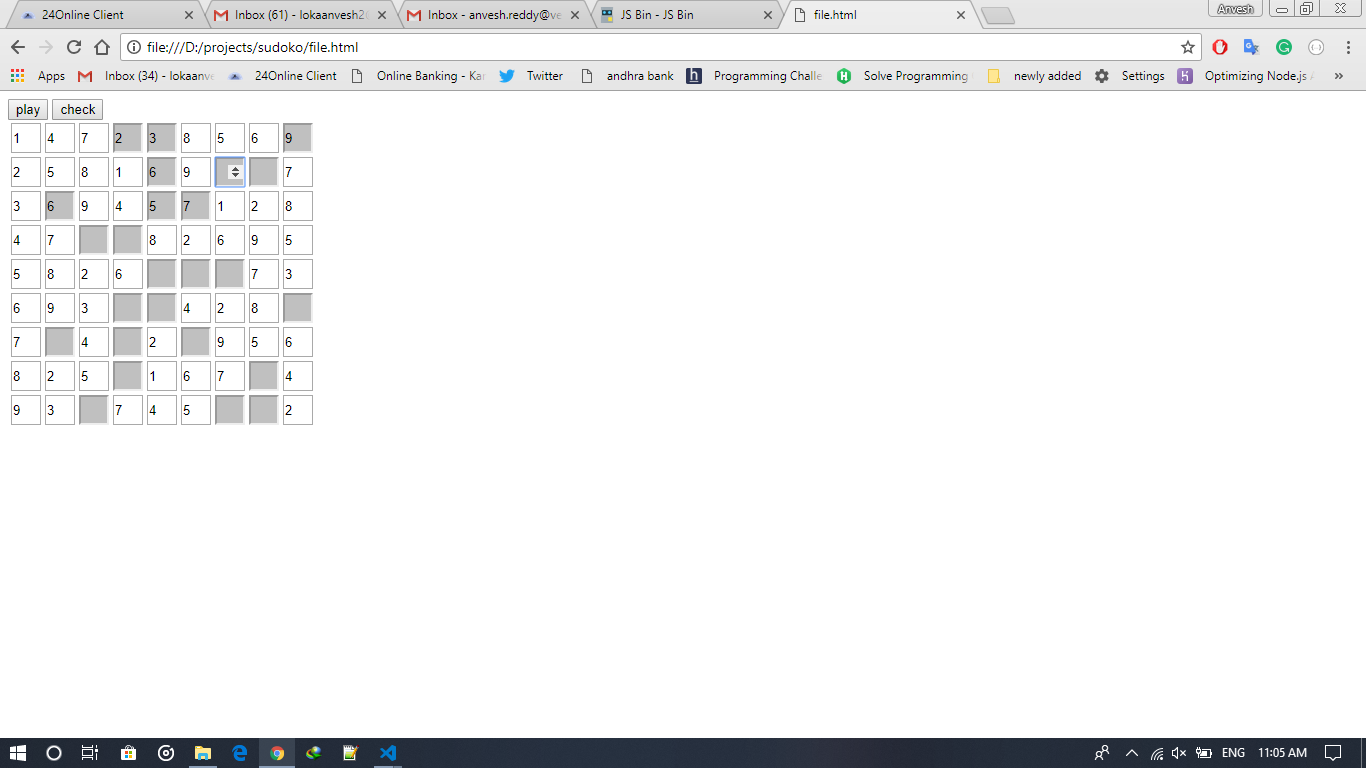 24Online Client Inbox (61) - lokaanvesh2 Inbox - anvesh.reddy@ve JS Bin - JS Bin file.html Anvesh
file:///D:/projects/sudoko/file.html
Apps Inbox (34) - lokaanve 24Online Client Online Banking - Kar Twitter andhra bank Programming Challe Solve Programming newly added Settings Optimizing Node.js
play check
1 4 7 2 3 8 5 6 9
2 5 8 1 6 9 7
3 6 9 4 5 7 1 2 8
4 7 8 2 6 9 5
5 8 2 6 7 3
6 9 3 4 2 8
7 4 2 9 5 6
8 2 5 1 6 7 4
9 3 7 4 5 2
ENG 11:05 AM